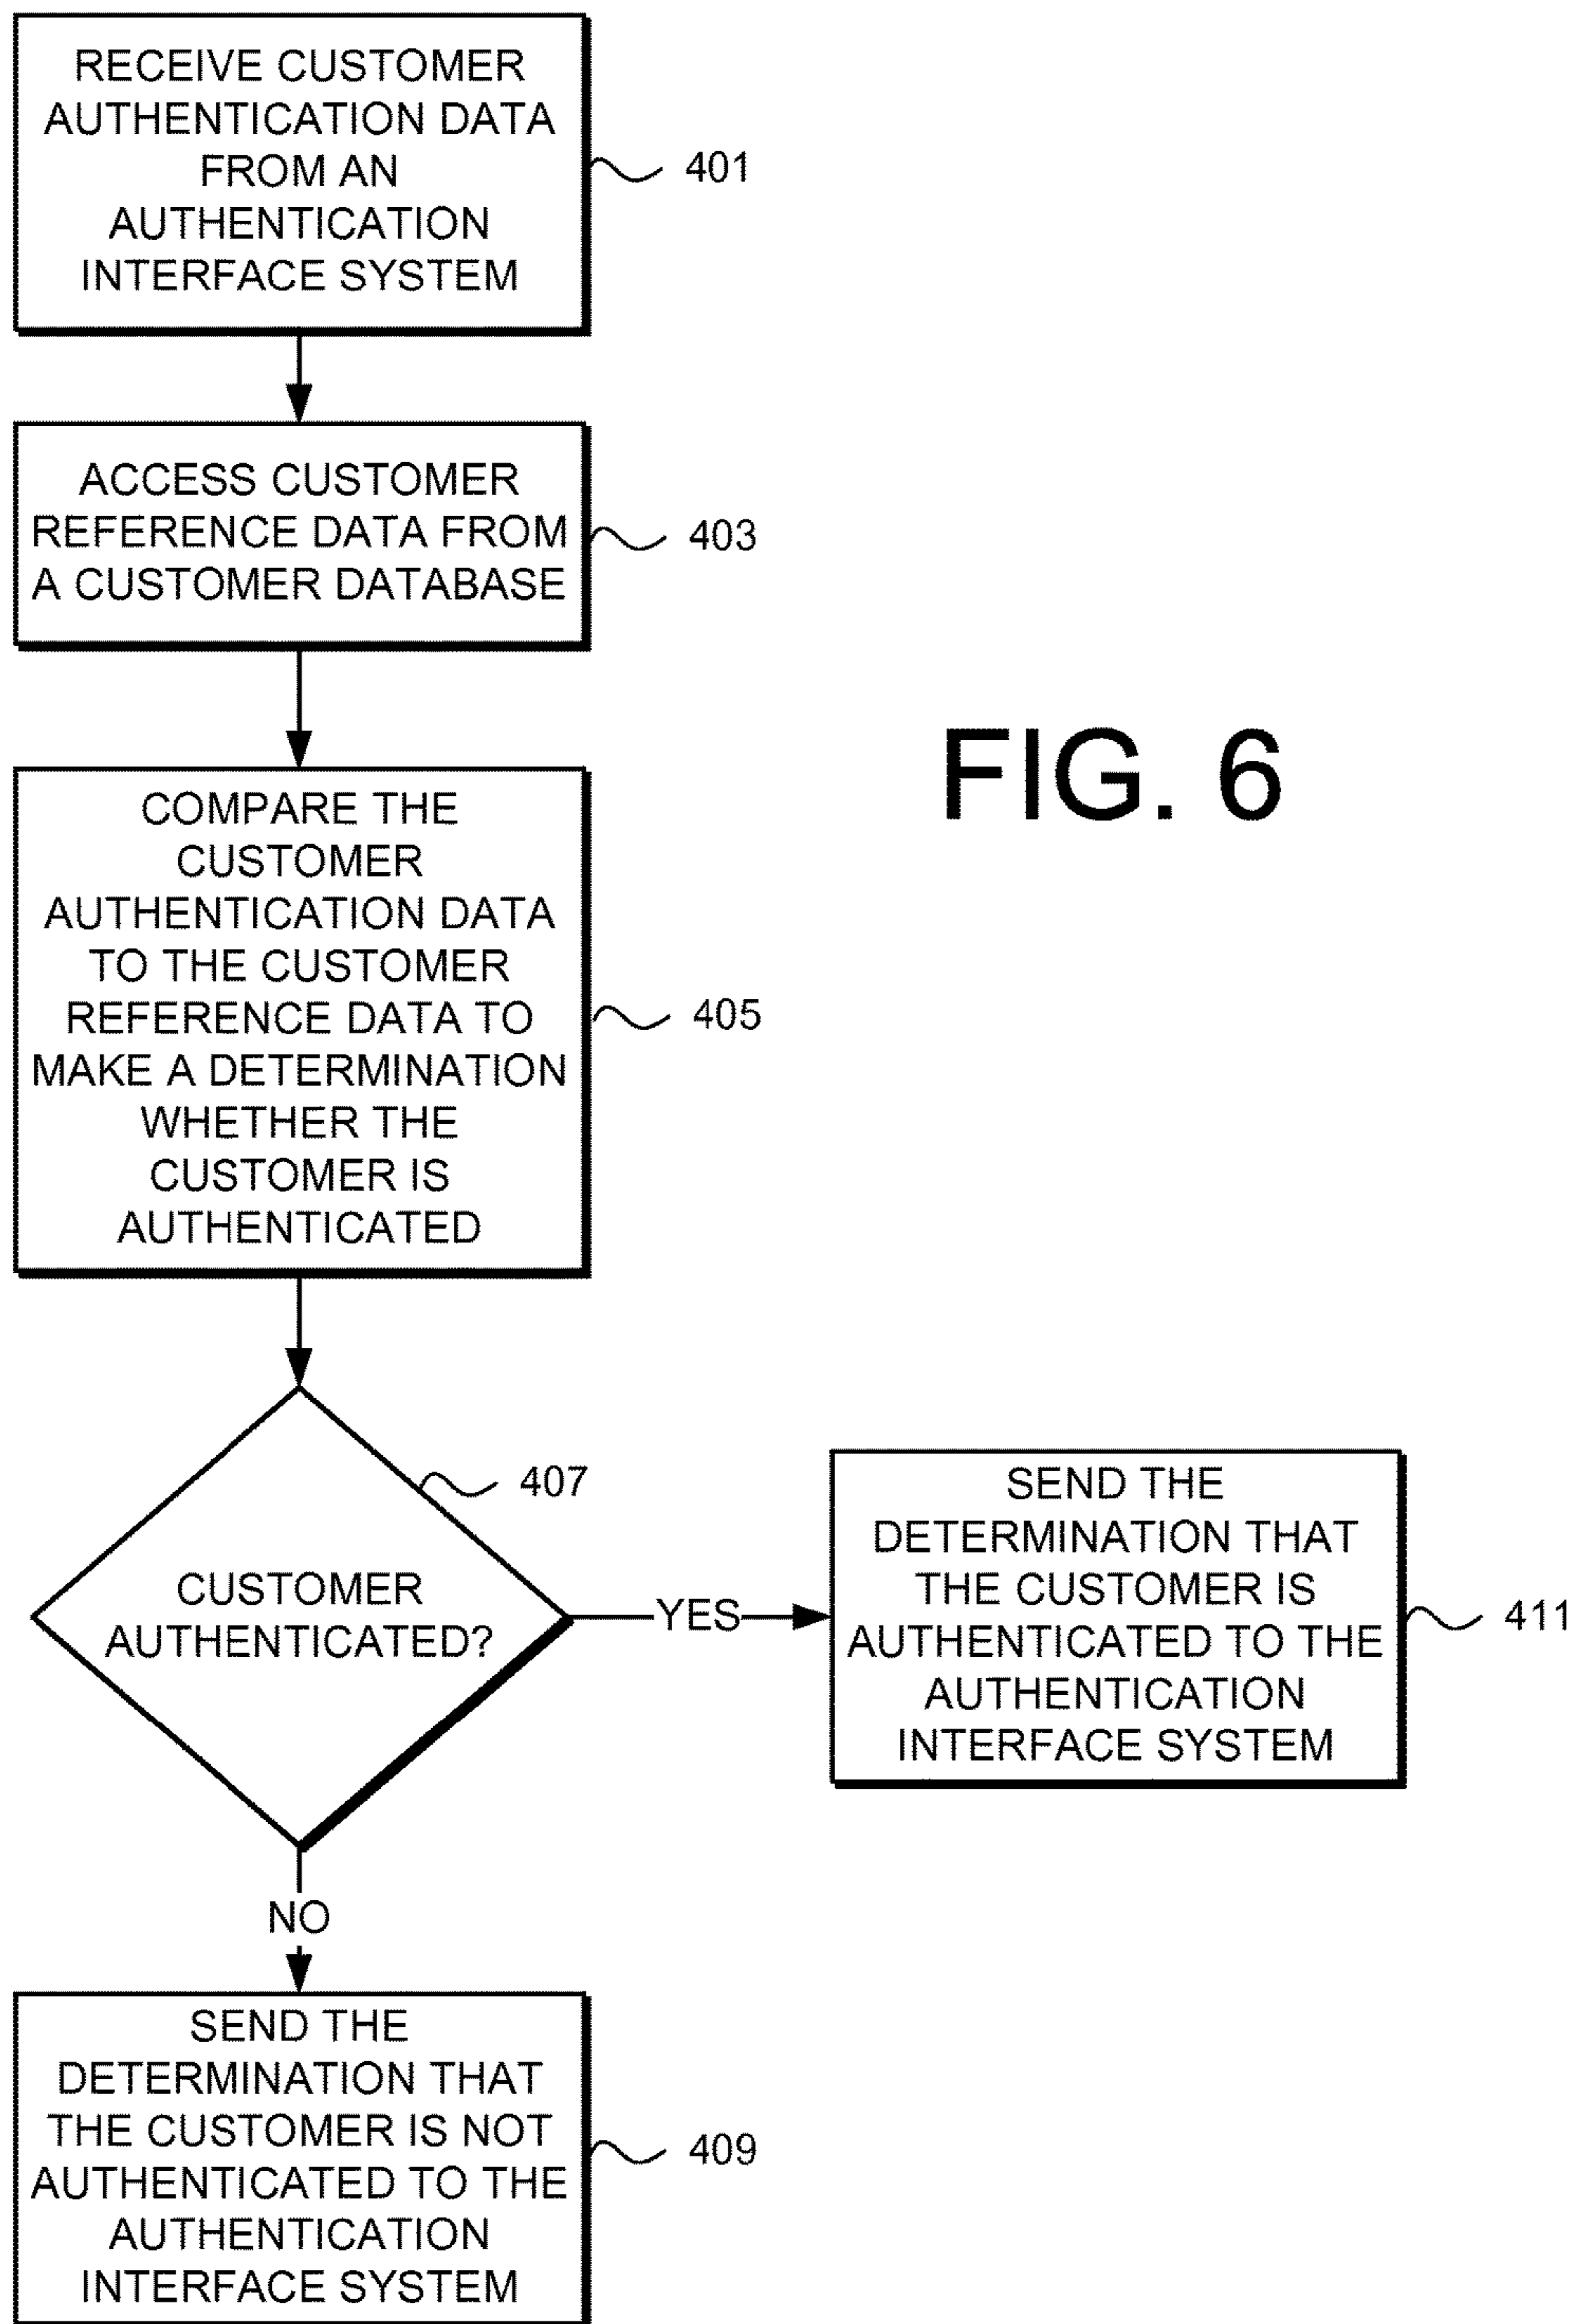 RECEIVE CUSTOMER
AUTHENTICATION DATA
FROM AN
AUTHENTICATION
INTERFACE SYSTEM
401
ACCESS CUSTOMER
REFERENCE DATA FROM
A CUSTOMER DATABASE
403
FIG. 6
COMPARE THE
CUSTOMER
AUTHENTICATION DATA
TO THE CUSTOMER
REFERENCE DATA TO
MAKE A DETERMINATION
WHETHER THE
CUSTOMER IS
AUTHENTICATED
405
407
CUSTOMER
AUTHENTICATED?
YES
SEND THE
DETERMINATION THAT
THE CUSTOMER IS
AUTHENTICATED TO THE
AUTHENTICATION
INTERFACE SYSTEM
411
NO
SEND THE
DETERMINATION THAT
THE CUSTOMER IS NOT
AUTHENTICATED TO THE
AUTHENTICATION
INTERFACE SYSTEM
409